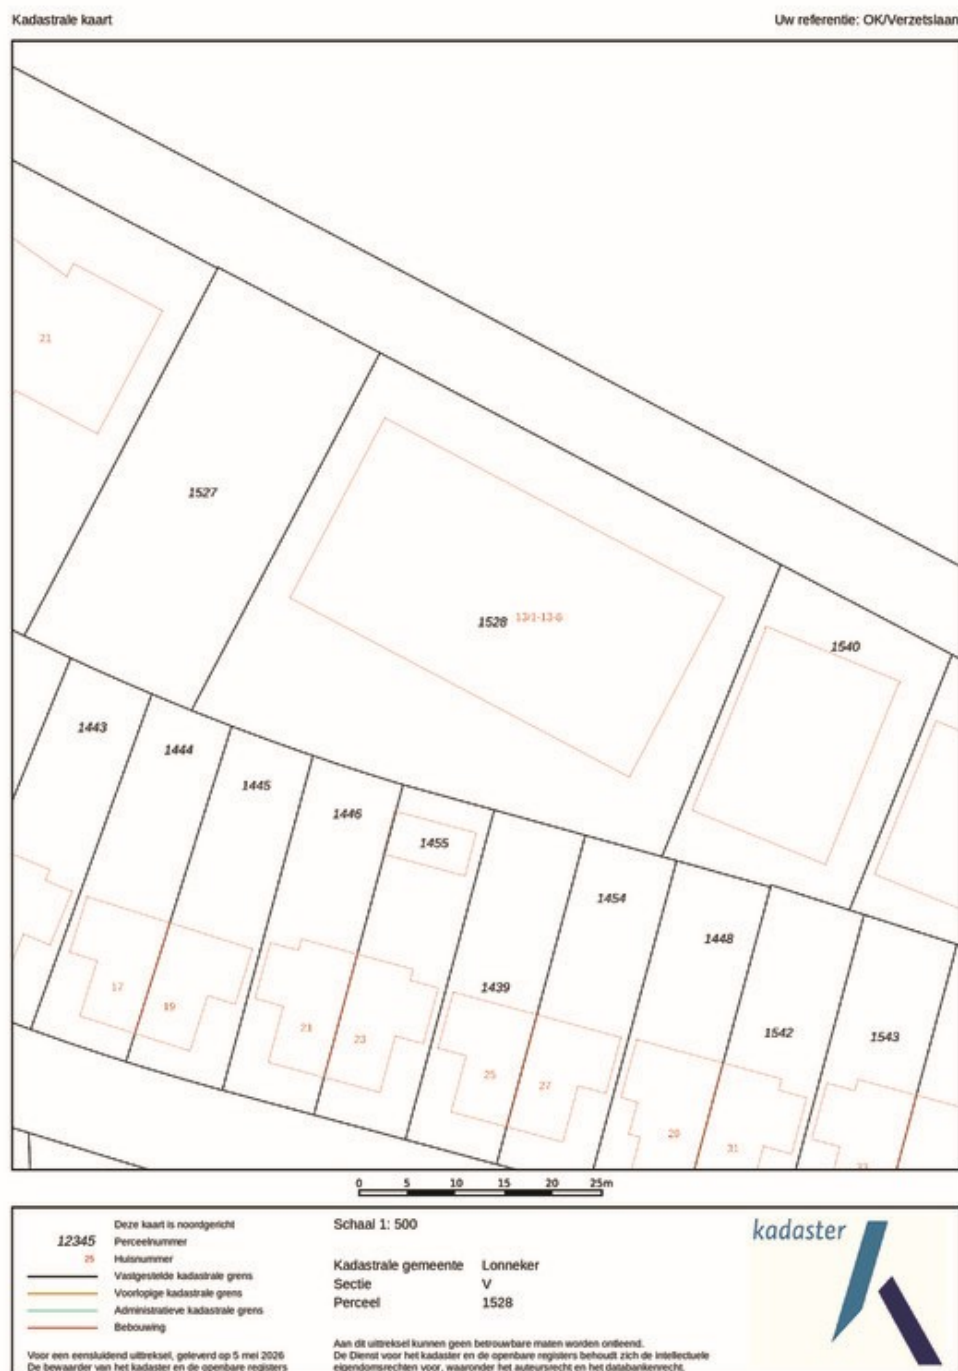 Kadastrale kaart
Uw referentie: OK/Verzetslaan
21
1527
1528 13/1-13-6
1540
1443
1444
1445
1446
1455
1454
1448
1439
1542
1543
17
19
21
23
25
27
31
33
0 5 10 15 20 25m
Deze kaart is noordgericht
12345 Perceelnummer
25 Huisnummer
Vastgestelde kadastrale grens
Voorlopige kadastrale grens
Administratieve kadastrale grens
Bebouwing
Voor een eensluidend uittreksel, geleverd op 5 mei 2026
De bewaarder van het kadaster en de openbare registers
Schaal 1: 500
Kadastrale gemeente Lonneker
Sectie V
Perceel 1528
Aan dit uittreksel kunnen geen betrouwbare maten worden ontleend.
De Dienst voor het kadaster en de openbare registers behoudt zich de intellectuele
eigendomsrechten voor, waaronder het auteursrecht en het databankenrecht.
kadaster